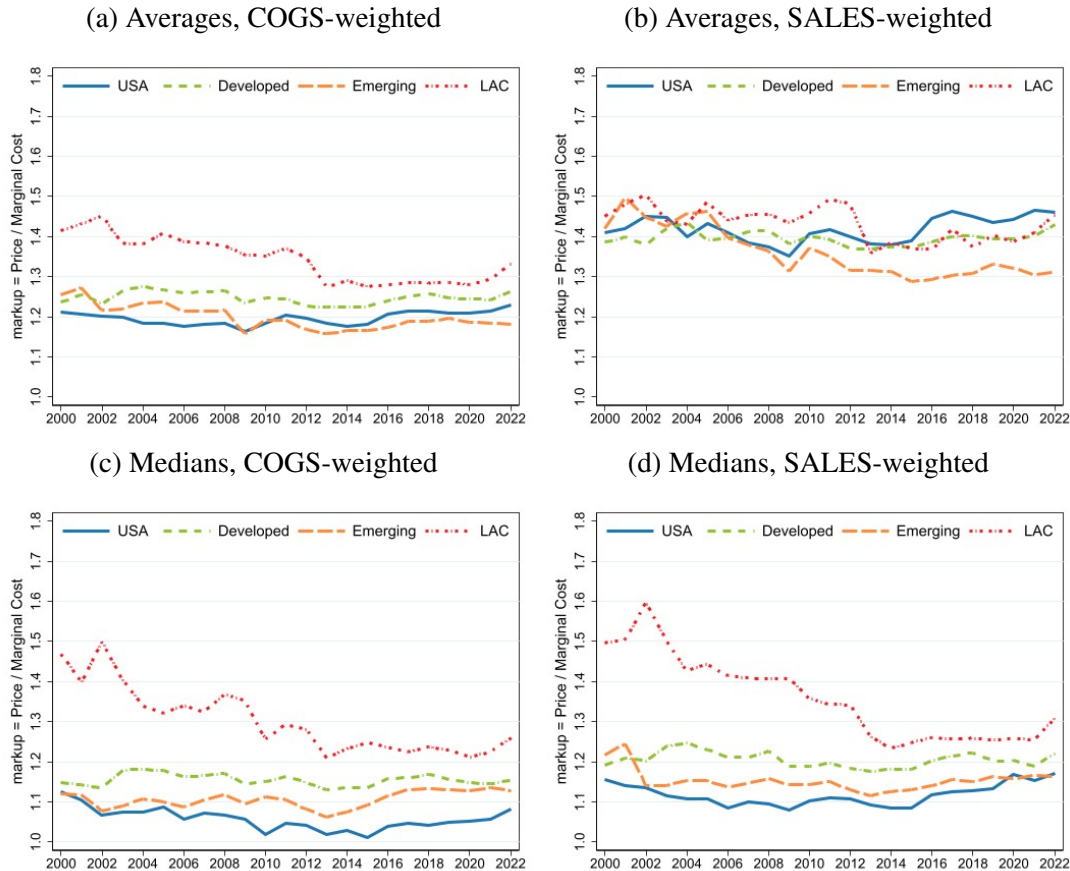 (a) Averages, COGS-weighted
(b) Averages, SALES-weighted
markup = Price / Marginal Cost
1.0 1.1 1.2 1.3 1.4 1.5 1.6 1.7 1.8
USA Developed Emerging LAC
2000 2002 2004 2006 2008 2010 2012 2014 2016 2018 2020 2022
markup = Price / Marginal Cost
1.0 1.1 1.2 1.3 1.4 1.5 1.6 1.7 1.8
USA Developed Emerging LAC
2000 2002 2004 2006 2008 2010 2012 2014 2016 2018 2020 2022
(c) Medians, COGS-weighted
(d) Medians, SALES-weighted
markup = Price / Marginal Cost
1.0 1.1 1.2 1.3 1.4 1.5 1.6 1.7 1.8
USA Developed Emerging LAC
2000 2002 2004 2006 2008 2010 2012 2014 2016 2018 2020 2022
markup = Price / Marginal Cost
1.0 1.1 1.2 1.3 1.4 1.5 1.6 1.7 1.8
USA Developed Emerging LAC
2000 2002 2004 2006 2008 2010 2012 2014 2016 2018 2020 2022